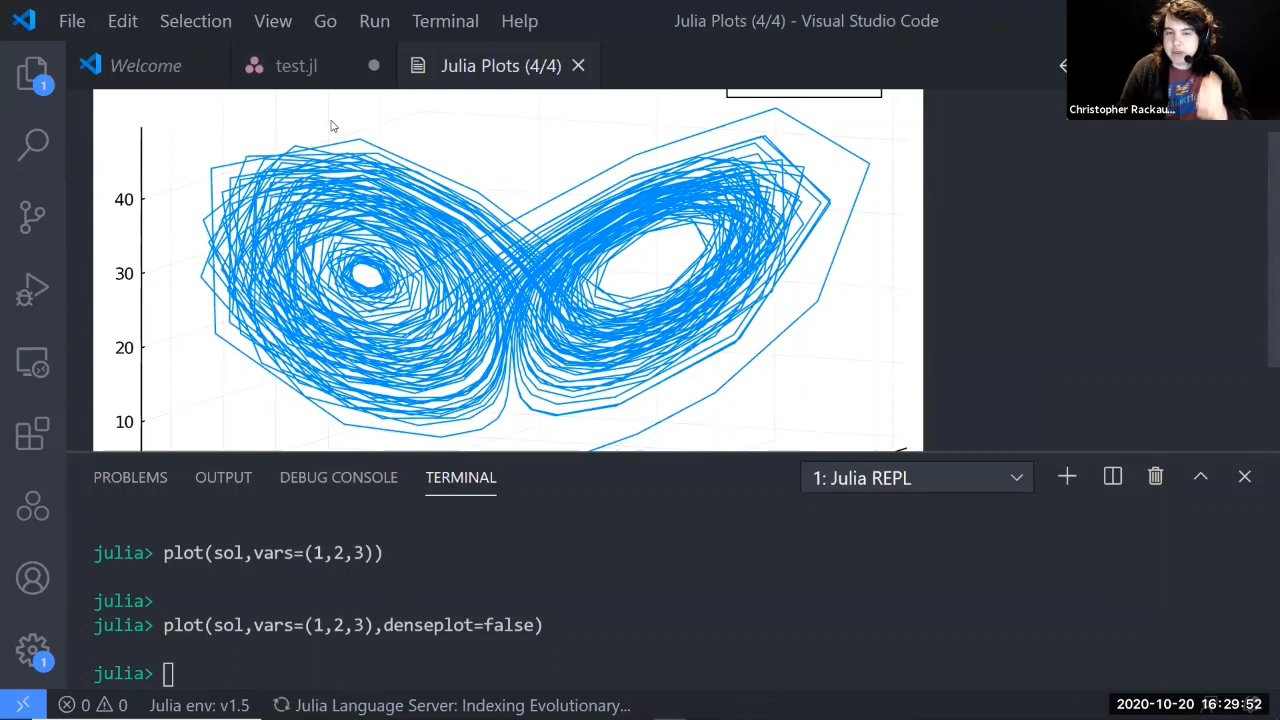 File Edit Selection View Go Run Terminal Help Julia Plots (4/4) - Visual Studio Code
Welcome test.jl Julia Plots (4/4)
1
Christopher Rackau...
40
30
20
10
PROBLEMS OUTPUT DEBUG CONSOLE TERMINAL 1: Julia REPL
julia> plot(sol,vars=(1,2,3))
julia>
julia> plot(sol,vars=(1,2,3),denseplot=false)
julia>
1
0 0 Julia env: v1.5 Julia Language Server: Indexing Evolutionary... 2020-10-20 16:29:52